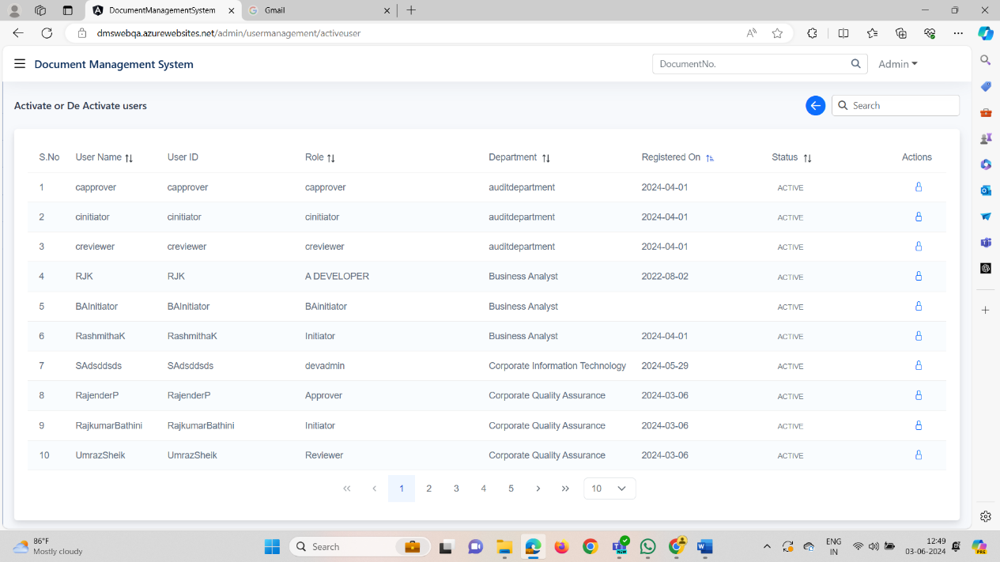 DocumentManagementSystem
Gmail
dmswebqa.azurewebsites.net/admin/usermanagement/activeuser
Document Management System
DocumentNo.
Admin
Activate or De Activate users
Search
S.No User Name User ID Role Department Registered On Status Actions
1 capprover capprover capprover auditdepartment 2024-04-01 ACTIVE
2 cinitiator cinitiator cinitiator auditdepartment 2024-04-01 ACTIVE
3 creviewer creviewer creviewer auditdepartment 2024-04-01 ACTIVE
4 RJK RJK A DEVELOPER Business Analyst 2022-08-02 ACTIVE
5 BAInitiator BAInitiator BAinitiator Business Analyst ACTIVE
6 RashmithaK RashmithaK Initiator Business Analyst 2024-04-01 ACTIVE
7 SAdsddsds SAdsddsds devadmin Corporate Information Technology 2024-05-29 ACTIVE
8 RajenderP RajenderP Approver Corporate Quality Assurance 2024-03-06 ACTIVE
9 RajkumarBathini RajkumarBathini Initiator Corporate Quality Assurance 2024-03-06 ACTIVE
10 UmrazSheik UmrazSheik Reviewer Corporate Quality Assurance 2024-03-06 ACTIVE
1 2 3 4 5 10
86°F
Mostly cloudy
Search
NEW
ENG
IN
12:49
03-06-2024
PRE